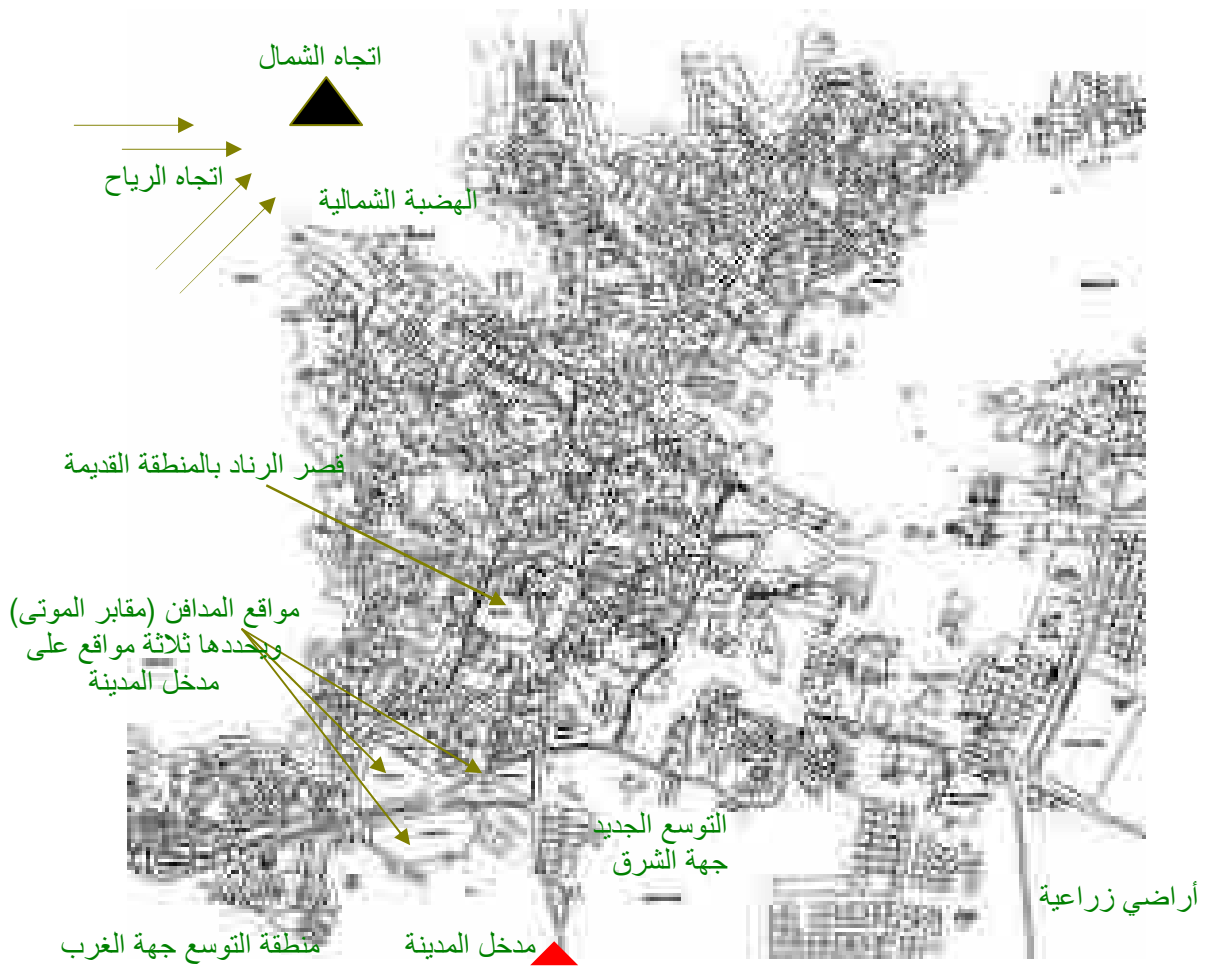 اتجاه الشمال
اتجاه الرياح
الهضبة الشمالية
قصر الرناد بالمنطقة القديمة
مواقع المدافن (مقابر الموتى)
ويحددها ثلاثة مواقع على
مدخل المدينة
التوسع الجديد
جهة الشرق
أراضي زراعية
مدخل المدينة
منطقة التوسع جهة الغرب